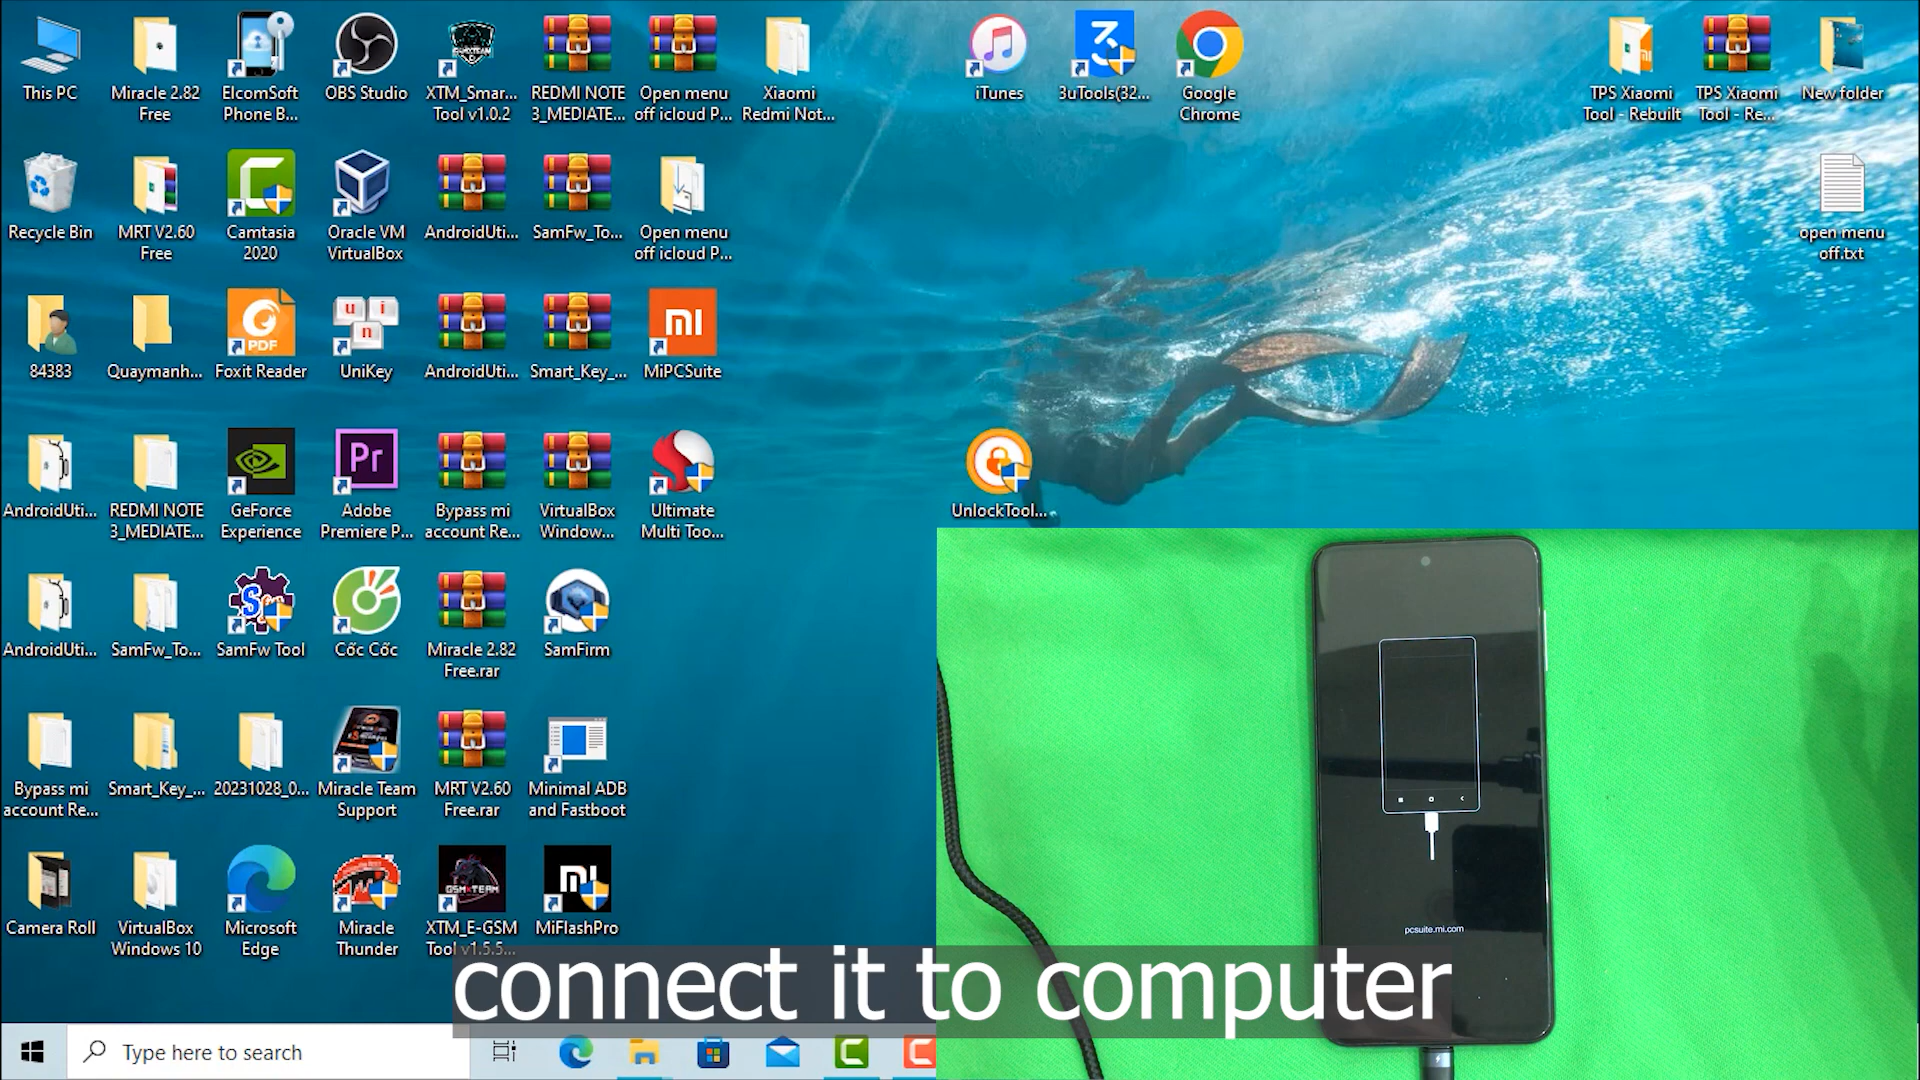 This PC
Miracle 2.82
Free
ElcomSoft
Phone B...
OBS Studio
XTM_Smar...
Tool v1.0.2
REDMI NOTE
3_MEDIATE...
Open menu
off icloud P...
Xiaomi
Redmi Not...
iTunes
3uTools(32...
Google
Chrome
TPS Xiaomi
Tool - Rebuilt
TPS Xiaomi
Tool - Re...
New folder
Recycle Bin
MRT V2.60
Free
Camtasia
2020
Oracle VM
VirtualBox
AndroidUti...
SamFw_To...
Open menu
off icloud P...
open menu
off.txt
84383
Quaymanh...
PDF
Foxit Reader
u i
n
UniKey
AndroidUti...
Smart_Key_...
MiPCSuite
AndroidUti...
REDMI NOTE
3_MEDIATE...
GeForce
Experience
Pr
Adobe
Premiere P...
Bypass mi
account Re...
VirtualBox
Window...
Ultimate
Multi Too...
UnlockTool...
AndroidUti...
SamFw_To...
SamFw Tool
Cốc Cốc
Miracle 2.82
Free.rar
SamFirm
Bypass mi
account Re...
Smart_Key_...
20231028_0...
Miracle Team
Support
MRT V2.60
Free.rar
Minimal ADB
and Fastboot
Camera Roll
VirtualBox
Windows 10
Microsoft
Edge
Miracle
Thunder
GSMXTEAM
XTM_E-GSM
Tool v1.5.5...
MiFlashPro
pcsuite.mi.com
connect it to computer
Type here to search